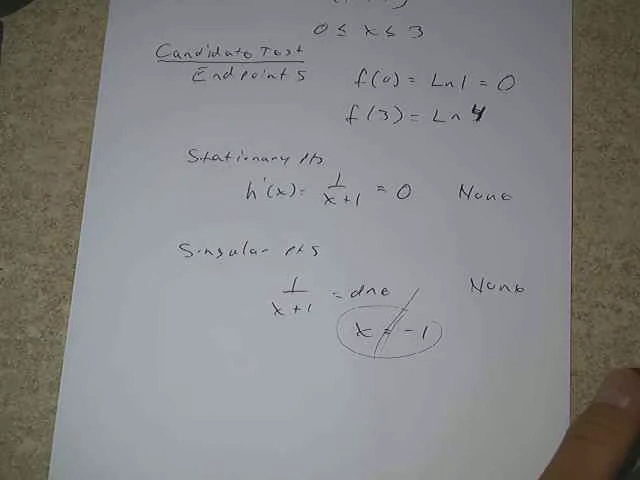 0 ≤ x ≤ 3
Candidate Test
Endpoints
f(0) = Ln1 = 0
f(3) = Ln4
Stationary Pts
h'(x) = 1/(x+1) = 0 None
Singular Pts
1/(x+1) = dne None
x = -1